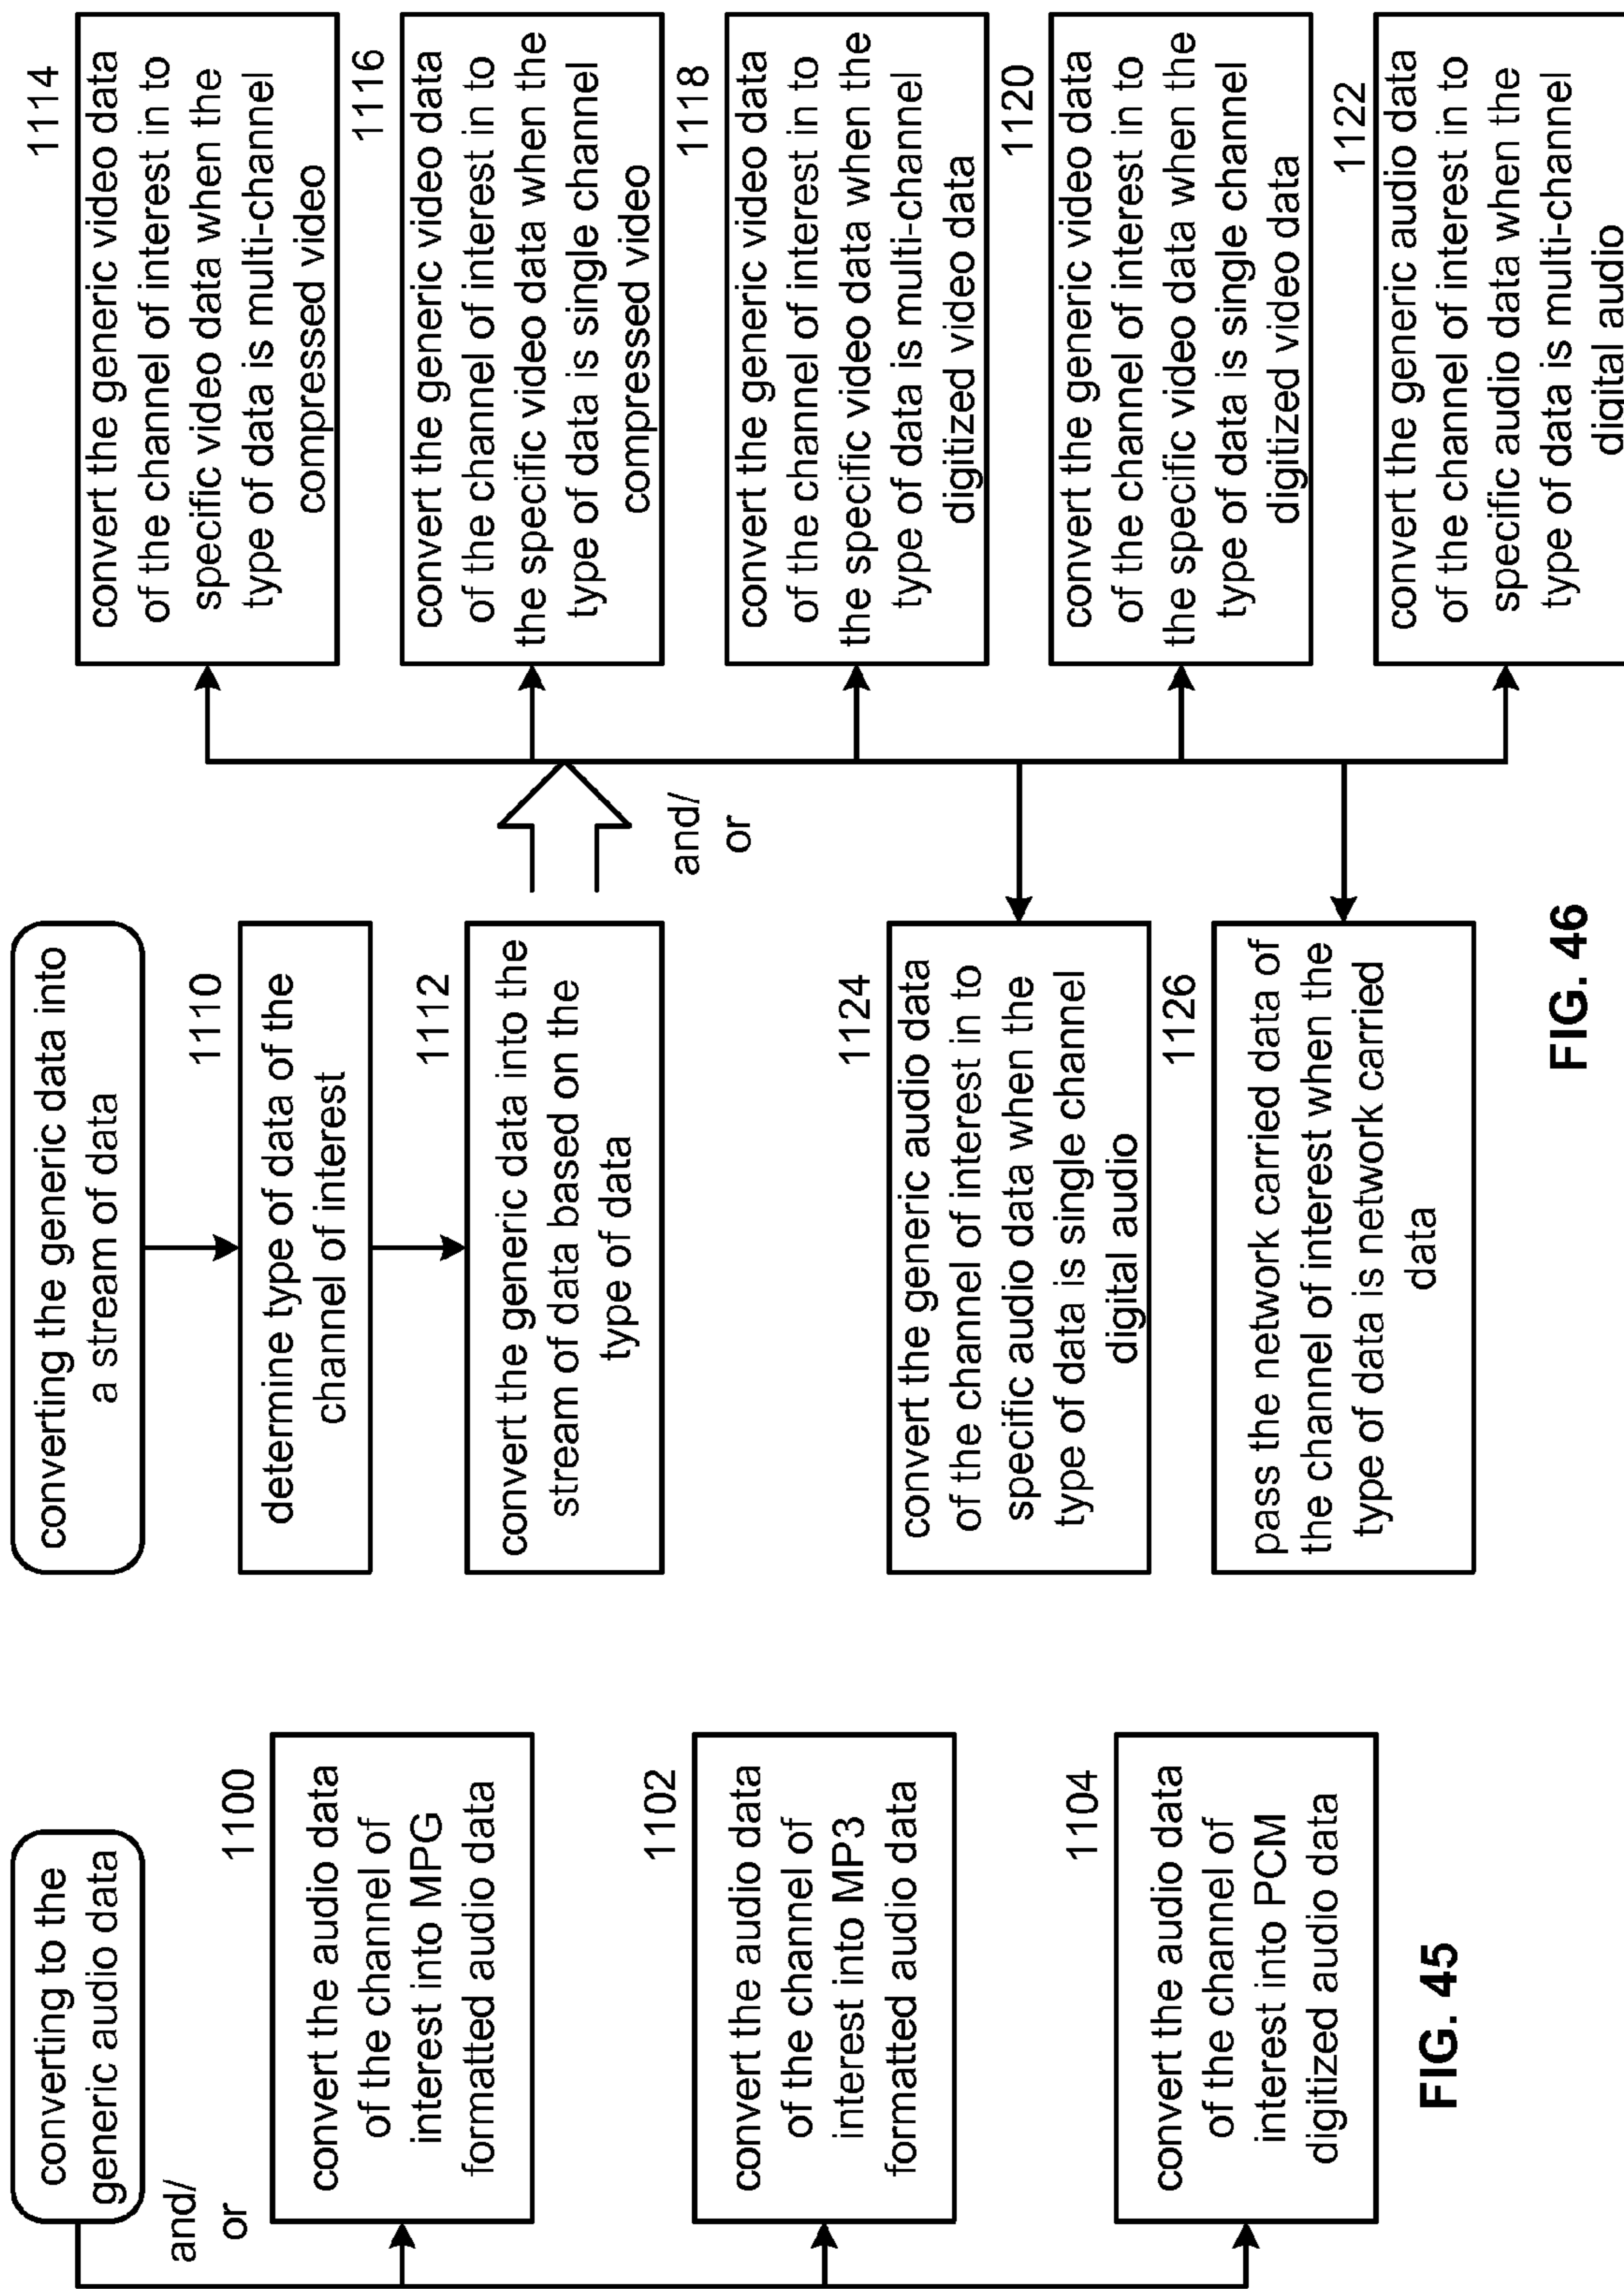 converting to the
generic audio data
and/
or
1100
convert the audio data
of the channel of
interest into MPG
formatted audio data
1102
convert the audio data
of the channel of
interest into MP3
formatted audio data
1104
convert the audio data
of the channel of
interest into PCM
digitized audio data
FIG. 45
converting the generic data into
a stream of data
1110
determine type of data of the
channel of interest
1112
convert the generic data into the
stream of data based on the
type of data
and/
or
1114
convert the generic video data
of the channel of interest in to
specific video data when the
type of data is multi-channel
compressed video
1116
convert the generic video data
of the channel of interest in to
the specific video data when the
type of data is single channel
compressed video
1118
convert the generic video data
of the channel of interest in to
the specific video data when the
type of data is multi-channel
digitized video data
1120
convert the generic video data
of the channel of interest in to
the specific video data when the
type of data is single channel
digitized video data
1122
convert the generic audio data
of the channel of interest in to
specific audio data when the
type of data is multi-channel
digital audio
1124
convert the generic audio data
of the channel of interest in to
specific audio data when the
type of data is single channel
digital audio
1126
pass the network carried data of
the channel of interest when the
type of data is network carried
data
FIG. 46